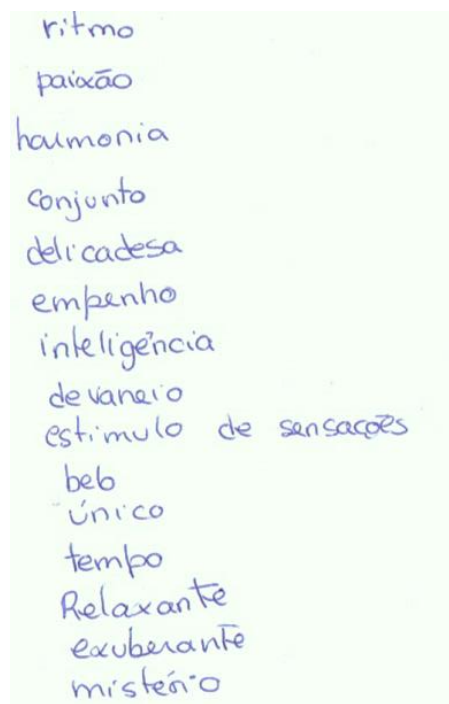 ritmo
paixão
harmonia
conjunto
delicadesa
empenho
inteligência
devaneio
estimulo de sensações
belo
único
tempo
Relaxante
exuberante
mistério